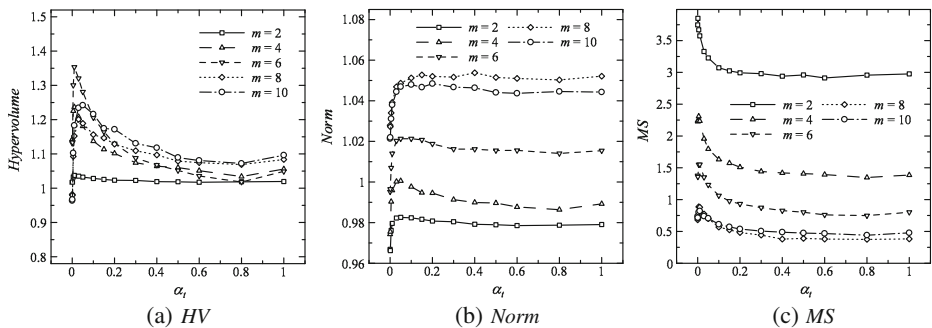 Hypervolume
1.5
1.4
1.3
1.2
1.1
1.0
0.9
0.8
m = 2
m = 4
m = 6
m = 8
m = 10
0 0.2 0.4 0.6 0.8 1
αt
(a) HV
Norm
1.08
1.06
1.04
1.02
1
0.98
0.96
m = 2 m = 8
m = 4 m = 10
m = 6
0 0.2 0.4 0.6 0.8 1
αt
(b) Norm
MS
3.5
3
2.5
2
1.5
1
0.5
0
m = 2 m = 8
m = 4 m = 10
m = 6
0 0.2 0.4 0.6 0.8 1
αt
(c) MS